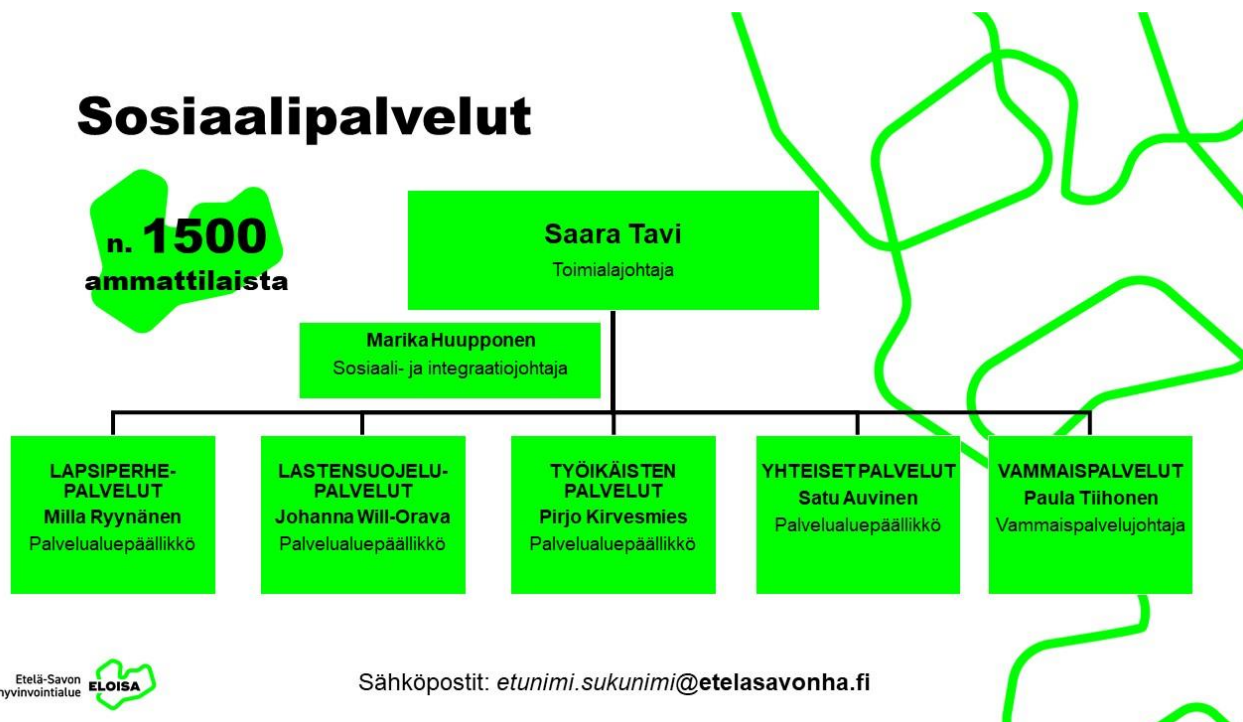 Sosiaalipalvelut
n. 1500
ammattilaista
Saara Tavi
Toimialajohtaja
Marika Huupponen
Sosiaali- ja integraatiojohtaja
LAPSIPERHE-
PALVELUT
Milla Ryynänen
Palvelualuepäällikkö
LASTENSUOJELU-
PALVELUT
Johanna Will-Orava
Palvelualuepäällikkö
TYÖIKÄISTEN
PALVELUT
Pirjo Kirvesmies
Palvelualuepäällikkö
YHTEISET PALVELUT
Satu Auvinen
Palvelualuepäällikkö
VAMMAISPALVELUT
Paula Tiihonen
Vammaispalvelujohtaja
Etelä-Savon
yvinvointialue
ELOISA
Sähköpostit: etunimi.sukunimi@etelasavonha.fi